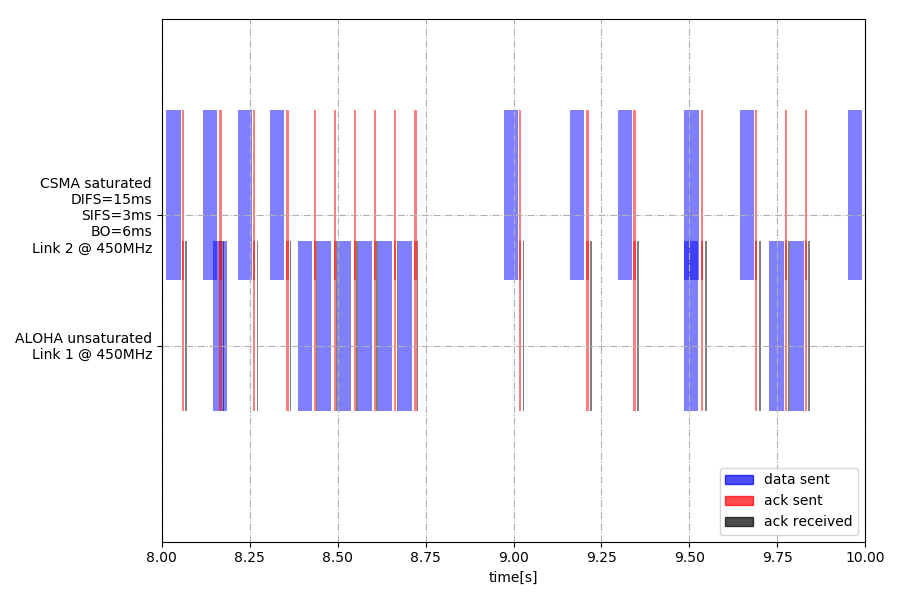 CSMA saturated
DIFS=15ms
SIFS=3ms
BO=6ms
Link 2 @ 450MHz
ALOHA unsaturated
Link 1 @ 450MHz
data sent
ack sent
ack received
8.00 8.25 8.50 8.75 9.00 9.25 9.50 9.75 10.00
time[s]